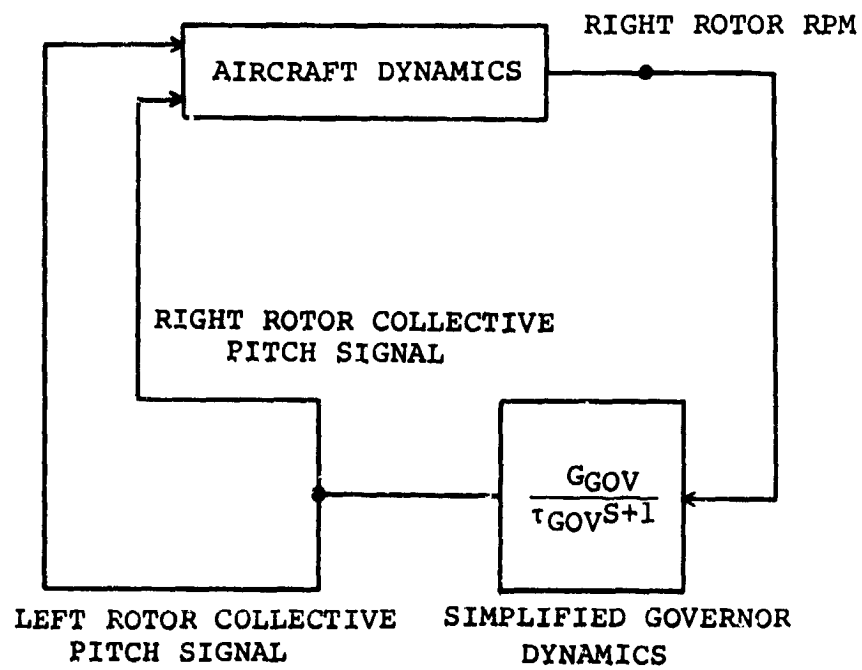 RIGHT ROTOR RPM
AIRCRAFT DYNAMICS
RIGHT ROTOR COLLECTIVE
PITCH SIGNAL
GGOV
τGOVS+1
LEFT ROTOR COLLECTIVE
PITCH SIGNAL
SIMPLIFIED GOVERNOR
DYNAMICS